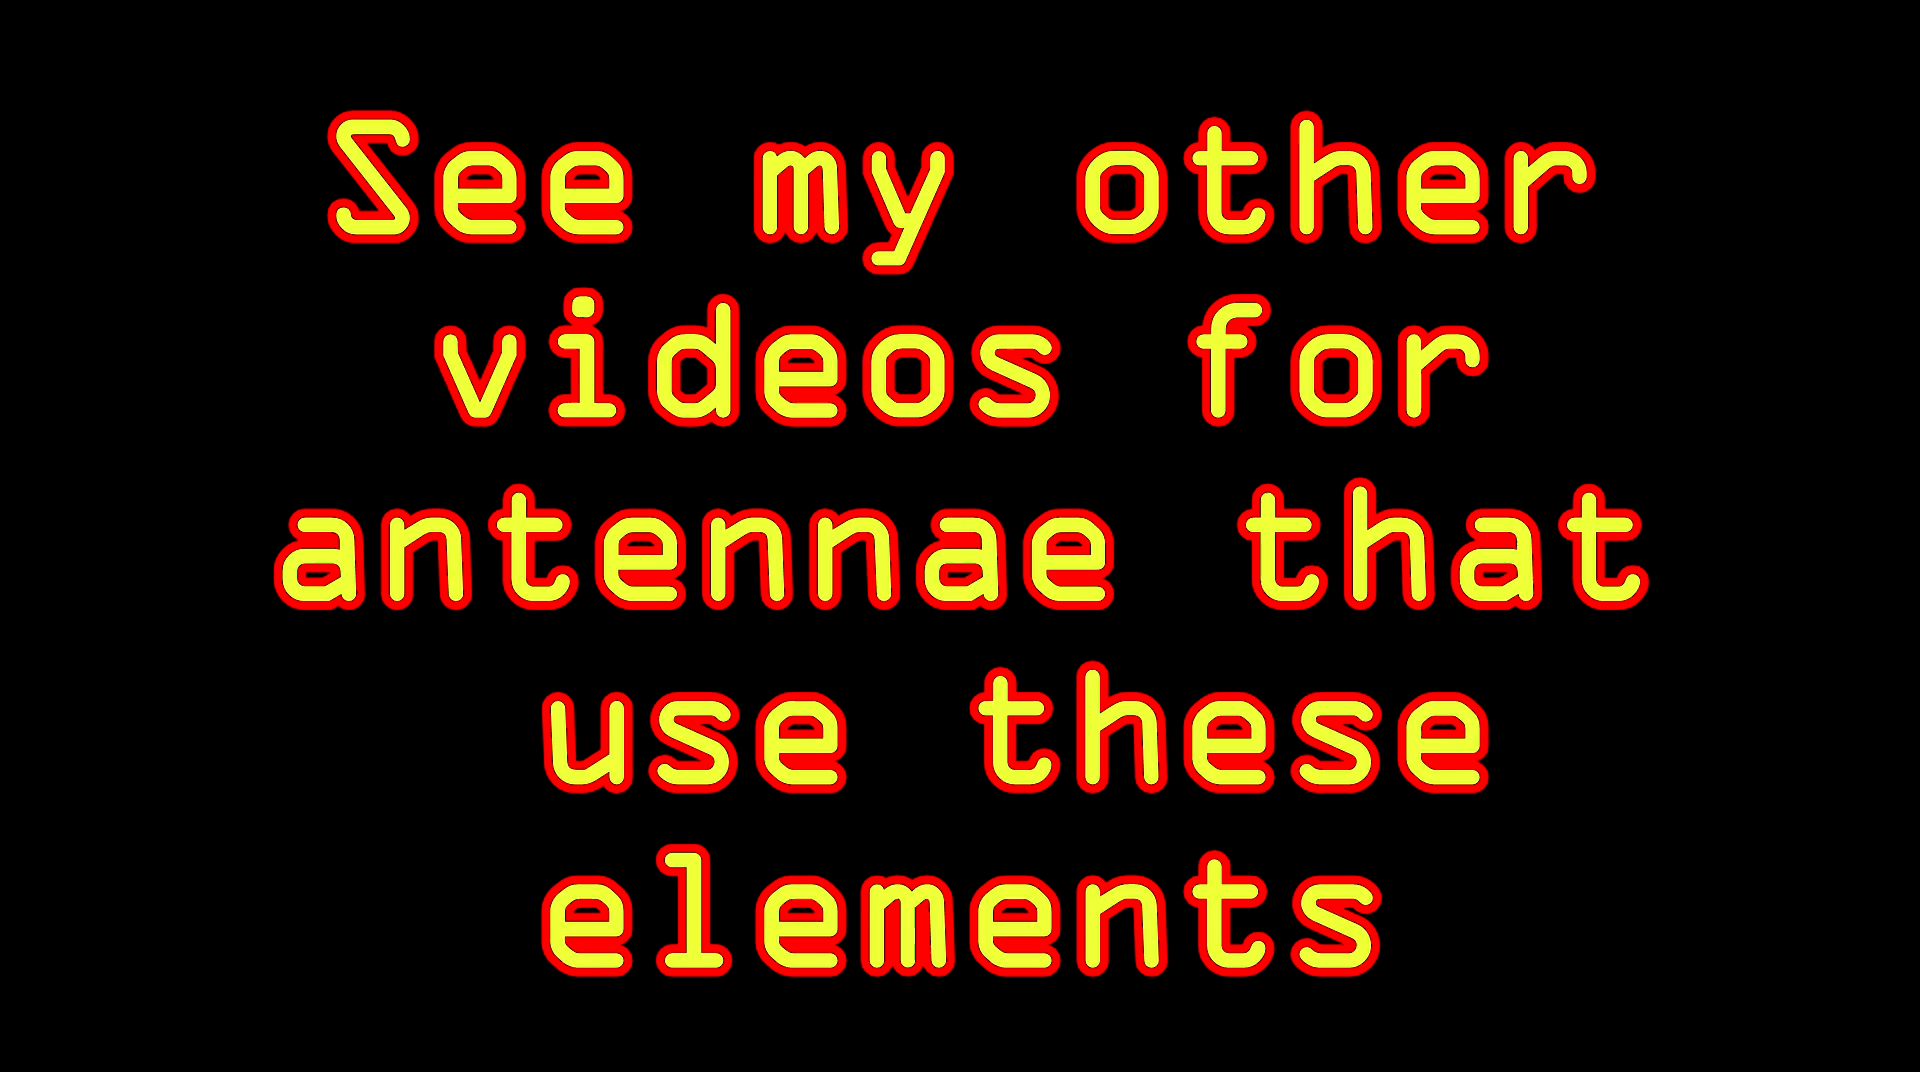 See my other
videos for
antennae that
use these
elements